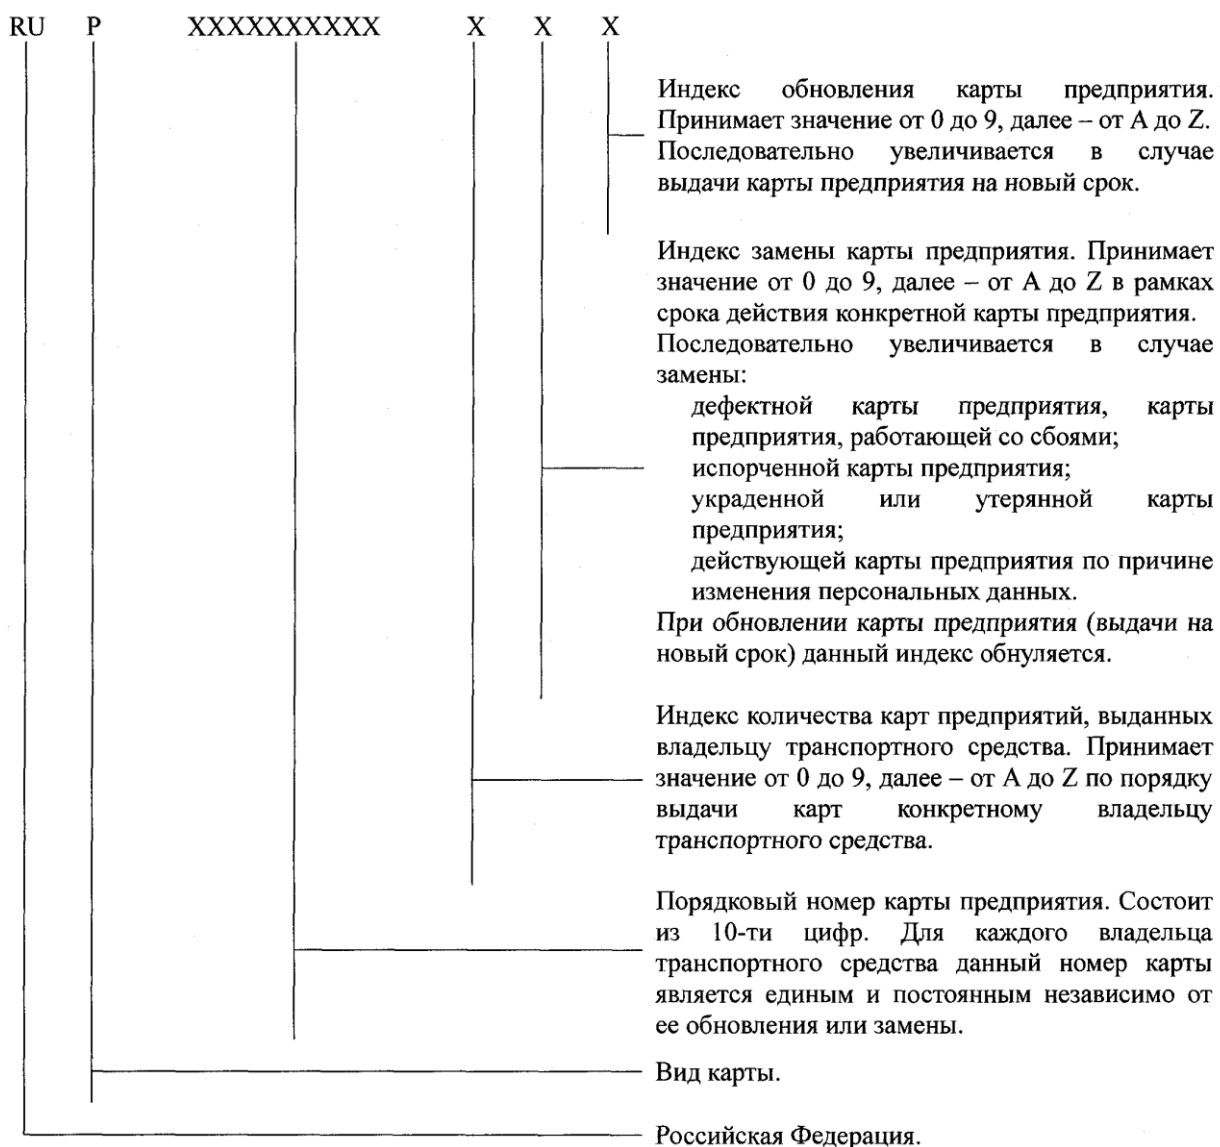 RU P XXXXXXXXXX X X X
Индекс обновления карты предприятия.
Принимает значение от 0 до 9, далее – от A до Z.
Последовательно увеличивается в случае
выдачи карты предприятия на новый срок.
Индекс замены карты предприятия. Принимает
значение от 0 до 9, далее – от A до Z в рамках
срока действия конкретной карты предприятия.
Последовательно увеличивается в случае
замены:
дефектной карты предприятия, карты
предприятия, работающей со сбоями;
испорченной карты предприятия;
украденной или утерянной карты
предприятия;
действующей карты предприятия по причине
изменения персональных данных.
При обновлении карты предприятия (выдачи на
новый срок) данный индекс обнуляется.
Индекс количества карт предприятий, выданных
владельцу транспортного средства. Принимает
значение от 0 до 9, далее – от A до Z по порядку
выдачи карт конкретному владельцу
транспортного средства.
Порядковый номер карты предприятия. Состоит
из 10-ти цифр. Для каждого владельца
транспортного средства данный номер карты
является единым и постоянным независимо от
ее обновления или замены.
Вид карты.
Российская Федерация.